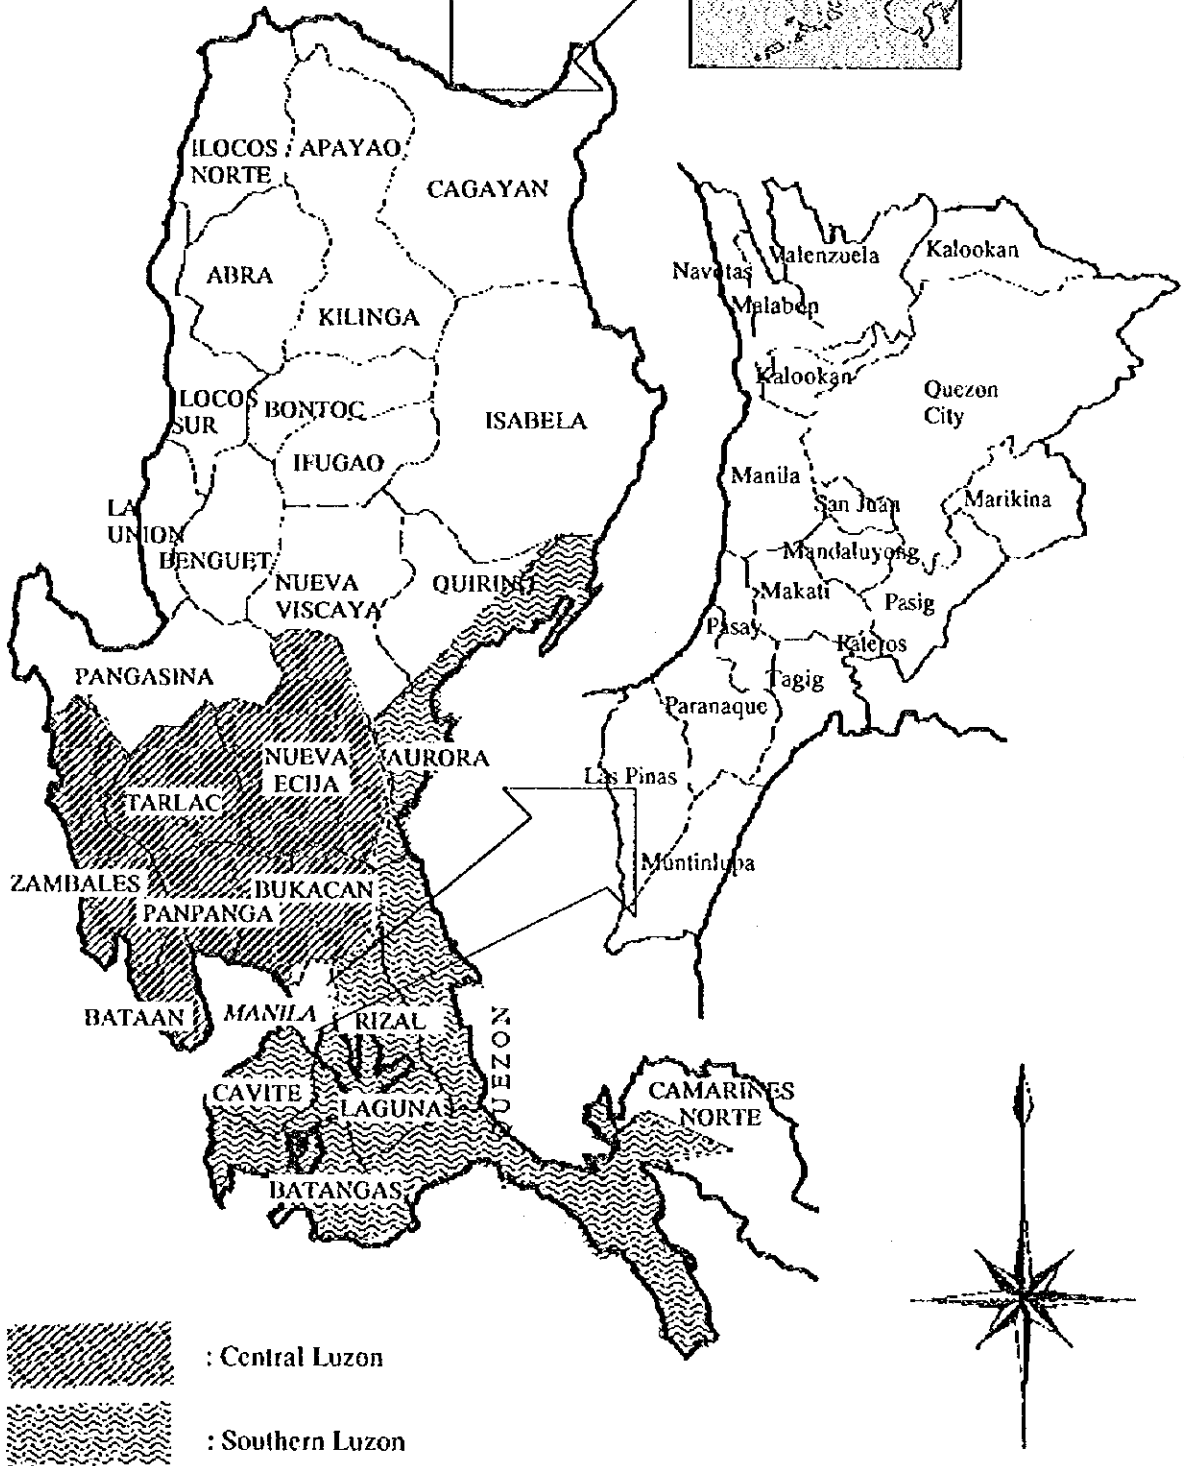 ILOCOS
NORTE
APAYAO
CAGAYAN
ABRA
KILINGA
ILOCOS
SUR
BONTOC
ISABELA
IFUGAO
LA
UNION
BENGUET
NUEVA
VISCAYA
QUIRINO
PANGASINA
NUEVA
ECIJA
AURORA
TARLAC
ZAMBALES
BUKACAN
PANPANGA
BATAAN
MANILA
RIZAL
QUEZON
CAVITE
LAGUNA
BATANGAS
CAMARINES
NORTE
Navotas
Valenzuela
Kalookan
Malabon
Kalookan
Quezon
City
Manila
San Juan
Marikina
Mandaluyong
Makati
Pasig
Pasay
Pateros
Tagig
Paranaque
Las Pinas
Muntinlupa
: Central Luzon
: Southern Luzon